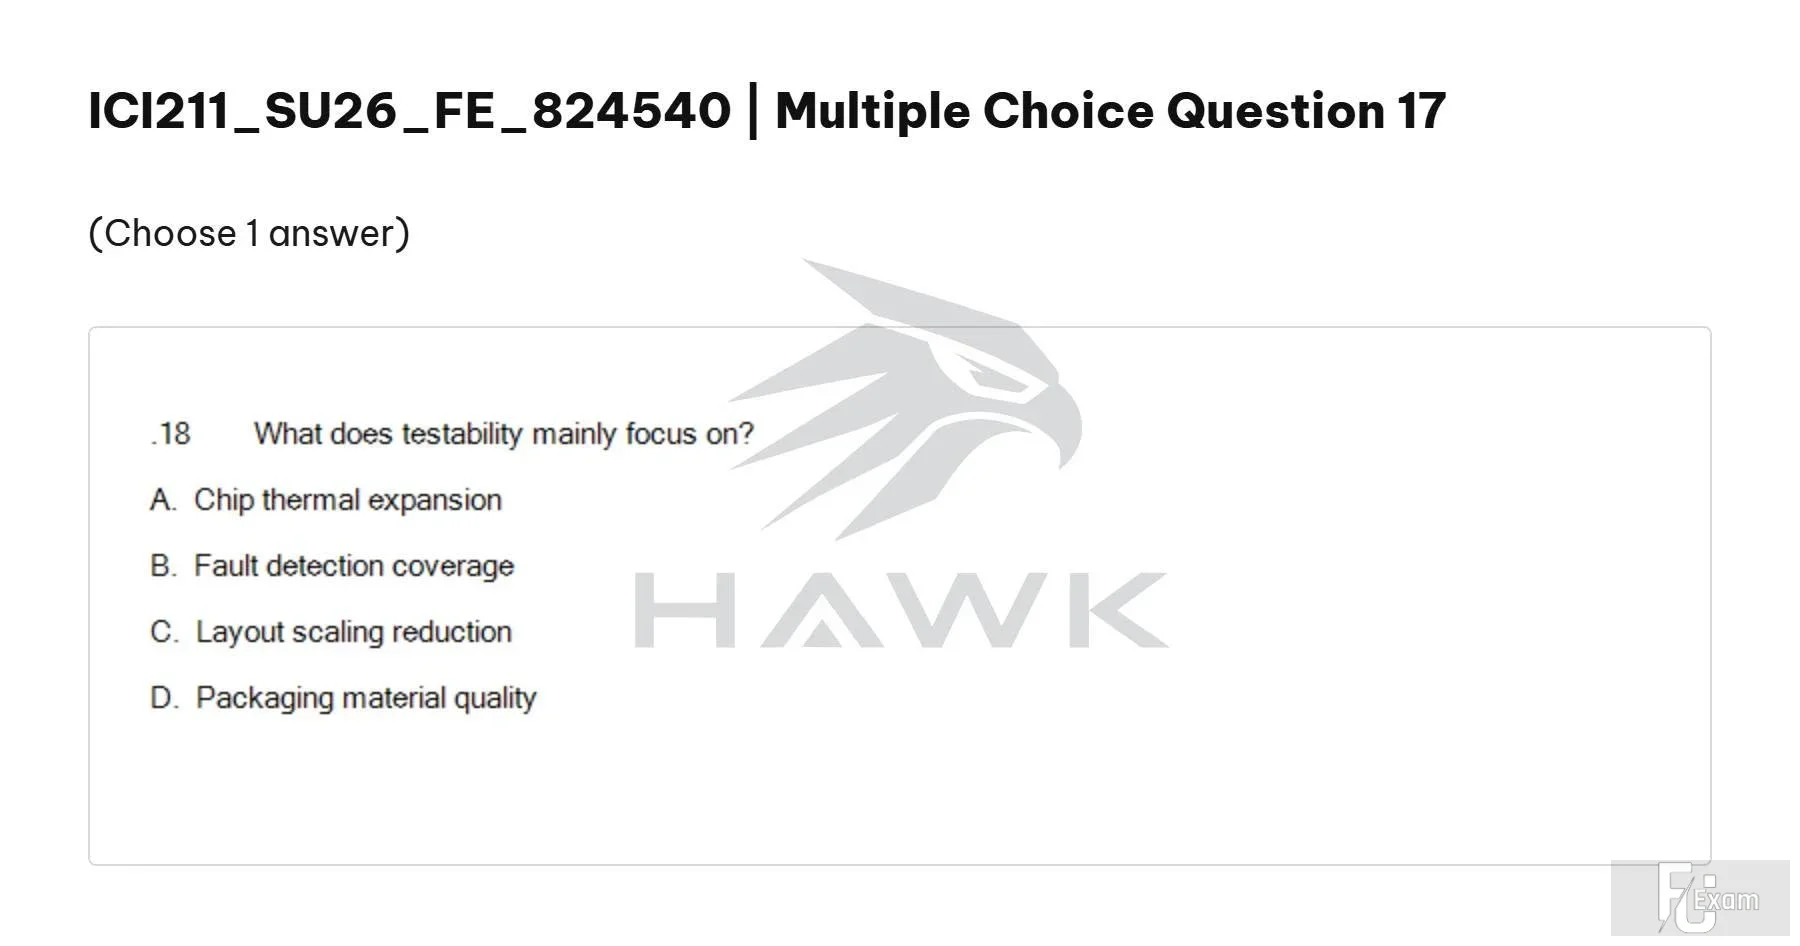 ICI211_SU26_FE_824540 | Multiple Choice Question 17
(Choose 1 answer)
.18 What does testability mainly focus on?
A. Chip thermal expansion
B. Fault detection coverage
C. Layout scaling reduction
D. Packaging material quality
HAWK
Exam